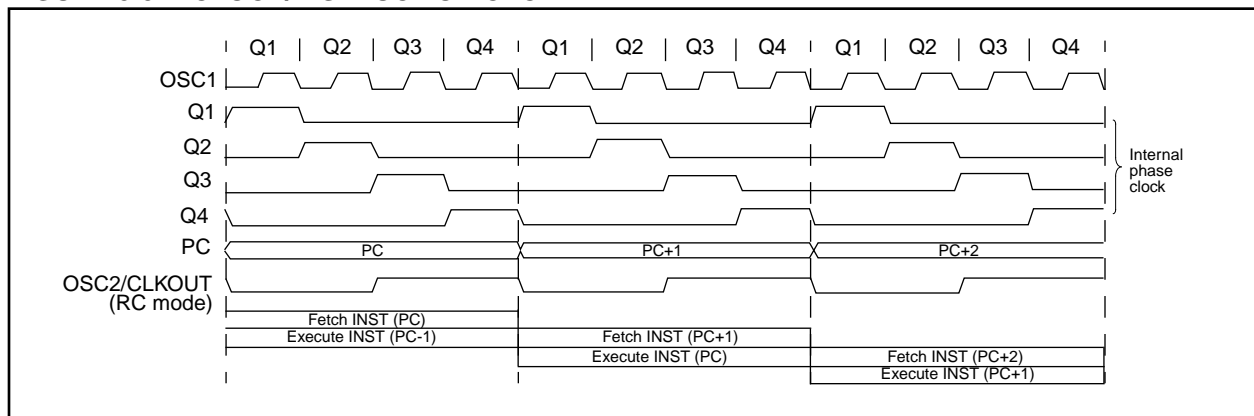 Q1 | Q2 | Q3 | Q4 | Q1 | Q2 | Q3 | Q4 | Q1 | Q2 | Q3 | Q4
OSC1
Q1
Q2
Q3
Q4
Internal
phase
clock
PC
PC
PC+1
PC+2
OSC2/CLKOUT
(RC mode)
Fetch INST (PC)
Execute INST (PC-1)
Fetch INST (PC+1)
Execute INST (PC)
Fetch INST (PC+2)
Execute INST (PC+1)